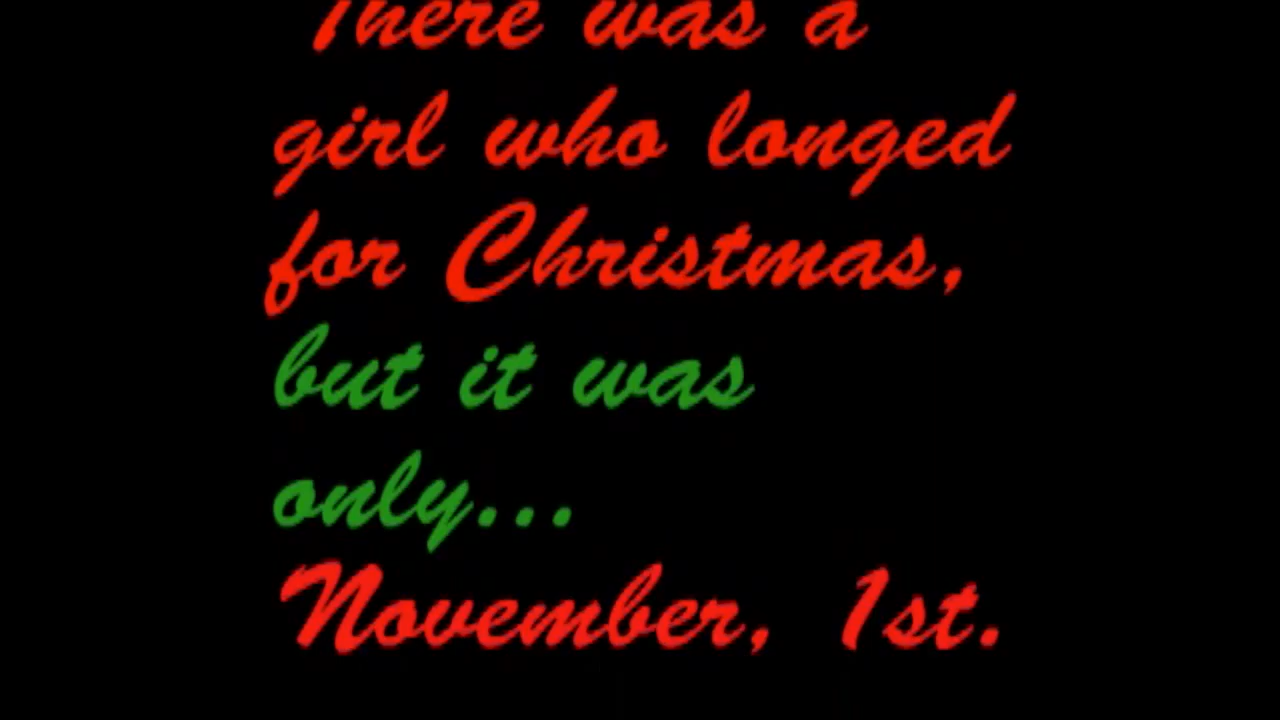 There was a
girl who longed
for Christmas,
but it was
only...
November, 1st.